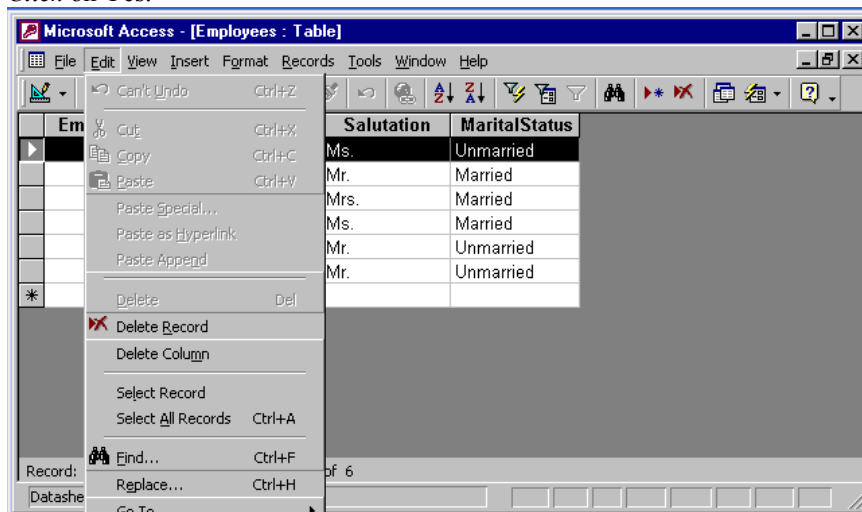 Click on Yes.
Microsoft Access - [Employees : Table]
File Edit View Insert Format Records Tools Window Help
Can't Undo Ctrl+Z
Cut Ctrl+X
Copy Ctrl+C
Paste Ctrl+V
Paste Special...
Paste as Hyperlink
Paste Append
Delete Del
Delete Record
Delete Column
Select Record
Select All Records Ctrl+A
Find... Ctrl+F
Replace... Ctrl+H
Go To
Em Salutation MaritalStatus
Ms. Unmarried
Mr. Married
Mrs. Married
Ms. Married
Mr. Unmarried
Mr. Unmarried
Record: of 6
Datashe